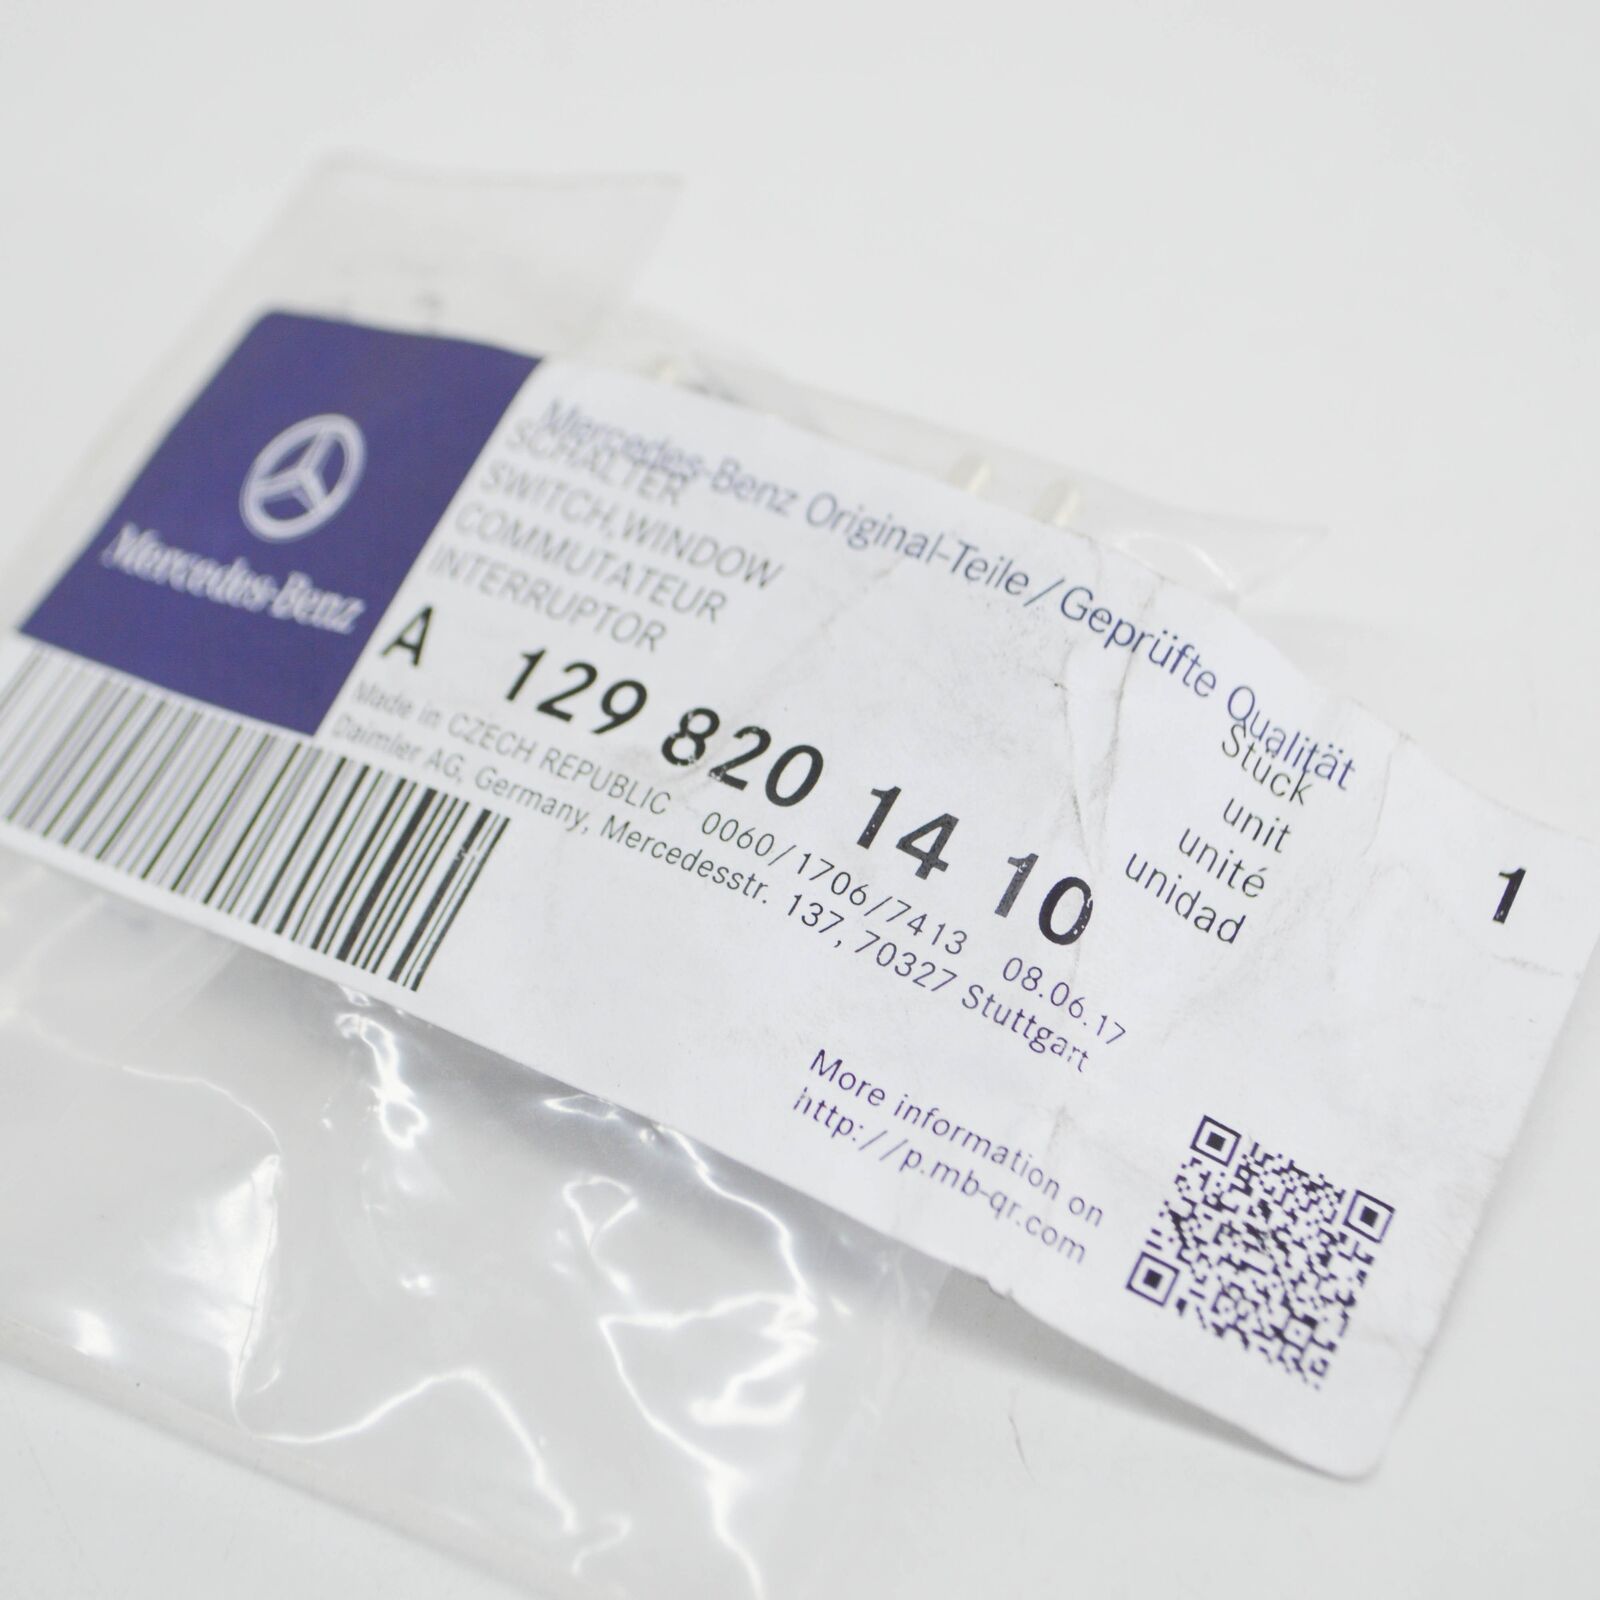 Mercedes-Benz
Mercedes-Benz Original-Teile / Geprüfte Qualität
SCHALTER
SWITCH,WINDOW
COMMUTATEUR
INTERRUPTOR
A 129 820 14 10
Stück
unit
unité
unidad
1
Made in CZECH REPUBLIC 0060/1706/7413 08.06.17
Daimler AG, Germany, Mercedesstr. 137, 70327 Stuttgart
More information on
http://p.mb-qr.com